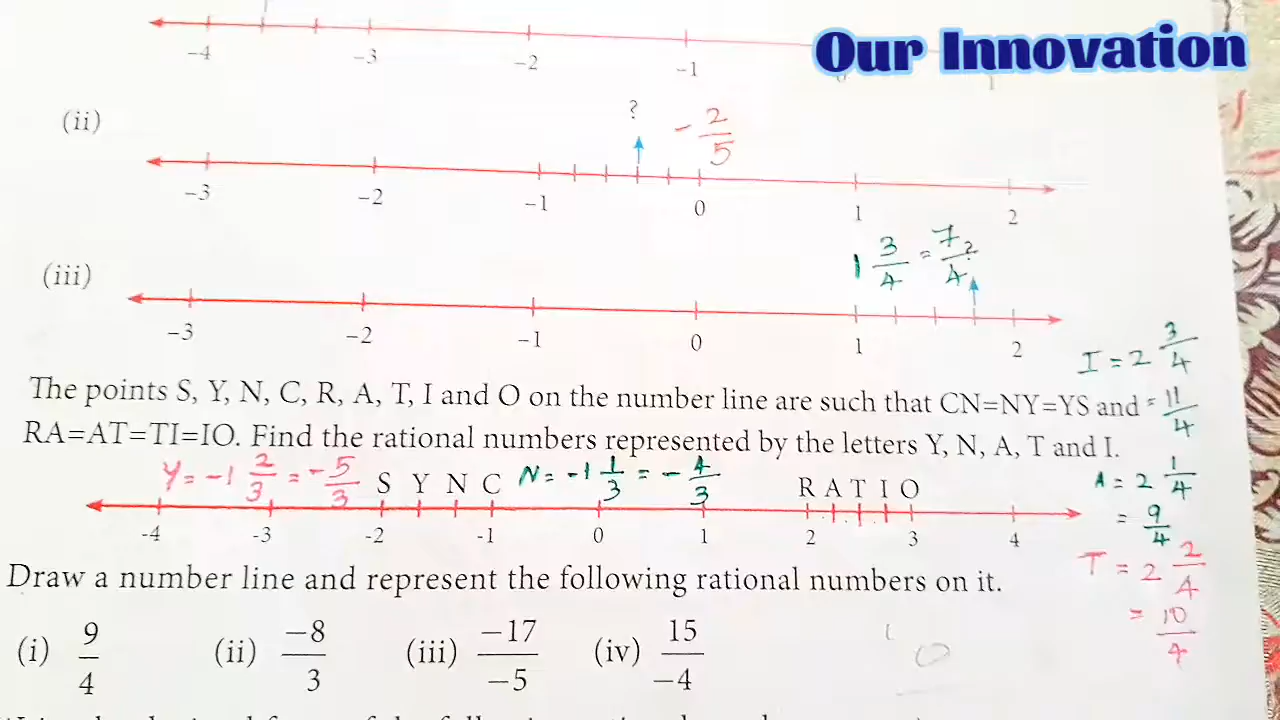 Our Innovation
-4 -3 -2 -1
(ii) ? - 2/5
-3 -2 -1 0 1 2
(iii) 1 3/4 = 7/4 ?
-3 -2 -1 0 1 2
I = 2 3/4
= 11/4
The points S, Y, N, C, R, A, T, I and O on the number line are such that CN=NY=YS and
RA=AT=TI=IO. Find the rational numbers represented by the letters Y, N, A, T and I.
Y = -1 2/3 = -5/3 S Y N C N = -1 1/3 = -4/3 R A T I O
-4 -3 -2 -1 0 1 2 3 4
A = 2 1/4
= 9/4
T = 2 2/4
= 10/4
Draw a number line and represent the following rational numbers on it.
(i) 9/4 (ii) -8/3 (iii) -17/-5 (iv) 15/-4